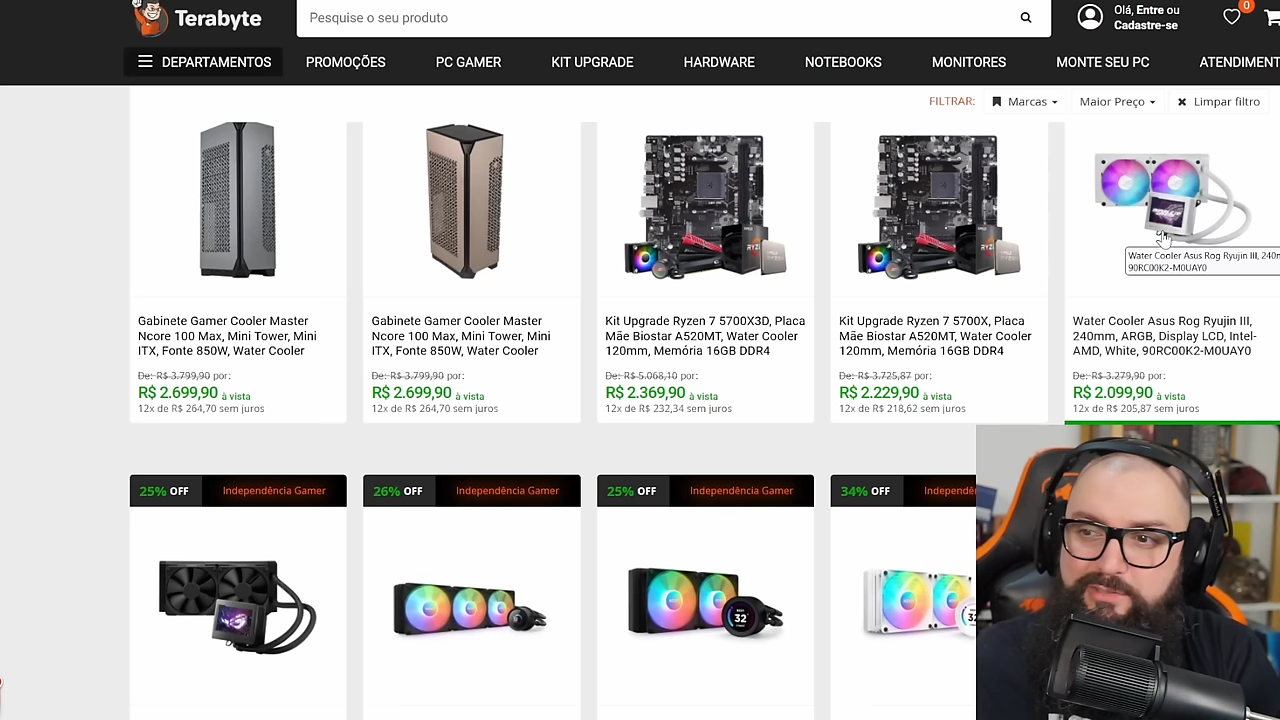 Terabyte
Pesquise o seu produto
Olá, Entre ou
Cadastre-se
0
DEPARTAMENTOS
PROMOÇÕES
PC GAMER
KIT UPGRADE
HARDWARE
NOTEBOOKS
MONITORES
MONTE SEU PC
ATENDIMENT
FILTRAR:
Marcas
Maior Preço
Limpar filtro
Water Cooler Asus Rog Ryujin III, 240m
90RC00K2-M0UAY0
Gabinete Gamer Cooler Master
Ncore 100 Max, Mini Tower, Mini
ITX, Fonte 850W, Water Cooler
De: R$ 3.799,90 por:
R$ 2.699,90 à vista
12x de R$ 264,70 sem juros
Gabinete Gamer Cooler Master
Ncore 100 Max, Mini Tower, Mini
ITX, Fonte 850W, Water Cooler
De: R$ 3.799,90 por:
R$ 2.699,90 à vista
12x de R$ 264,70 sem juros
Kit Upgrade Ryzen 7 5700X3D, Placa
Mãe Biostar A520MT, Water Cooler
120mm, Memória 16GB DDR4
De: R$ 5.068,10 por:
R$ 2.369,90 à vista
12x de R$ 232,34 sem juros
Kit Upgrade Ryzen 7 5700X, Placa
Mãe Biostar A520MT, Water Cooler
120mm, Memória 16GB DDR4
De: R$ 3.725,87 por:
R$ 2.229,90 à vista
12x de R$ 218,62 sem juros
Water Cooler Asus Rog Ryujin III,
240mm, ARGB, Display LCD, Intel-
AMD, White, 90RC00K2-M0UAY0
De: R$ 3.279,90 por:
R$ 2.099,90 à vista
12x de R$ 205,87 sem juros
25% OFF
Independência Gamer
26% OFF
Independência Gamer
25% OFF
Independência Gamer
34% OFF
Independên
32
32